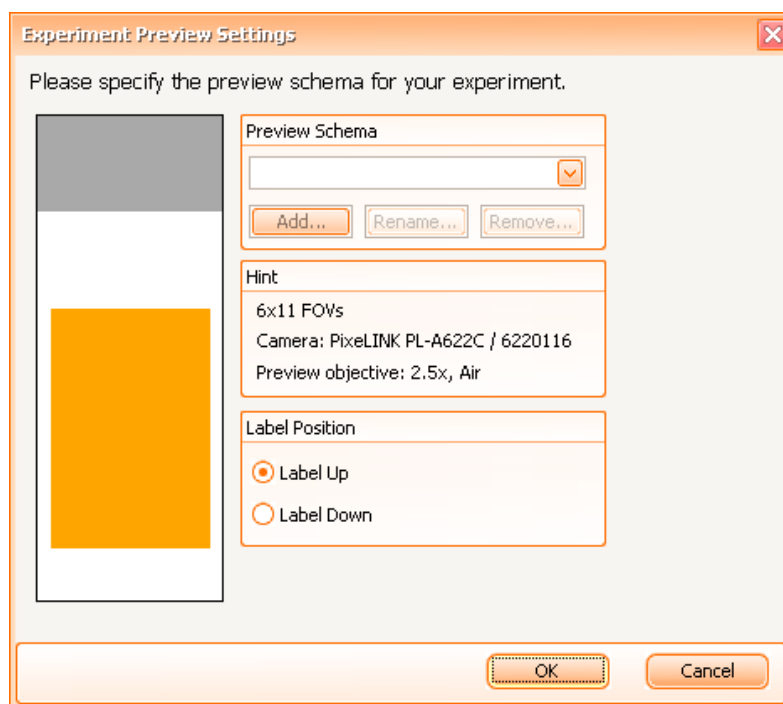 Experiment Preview Settings
Please specify the preview schema for your experiment.
Preview Schema
Add...
Rename...
Remove...
Hint
6x11 FOVs
Camera: PixeLINK PL-A622C / 6220116
Preview objective: 2.5x, Air
Label Position
Label Up
Label Down
OK
Cancel